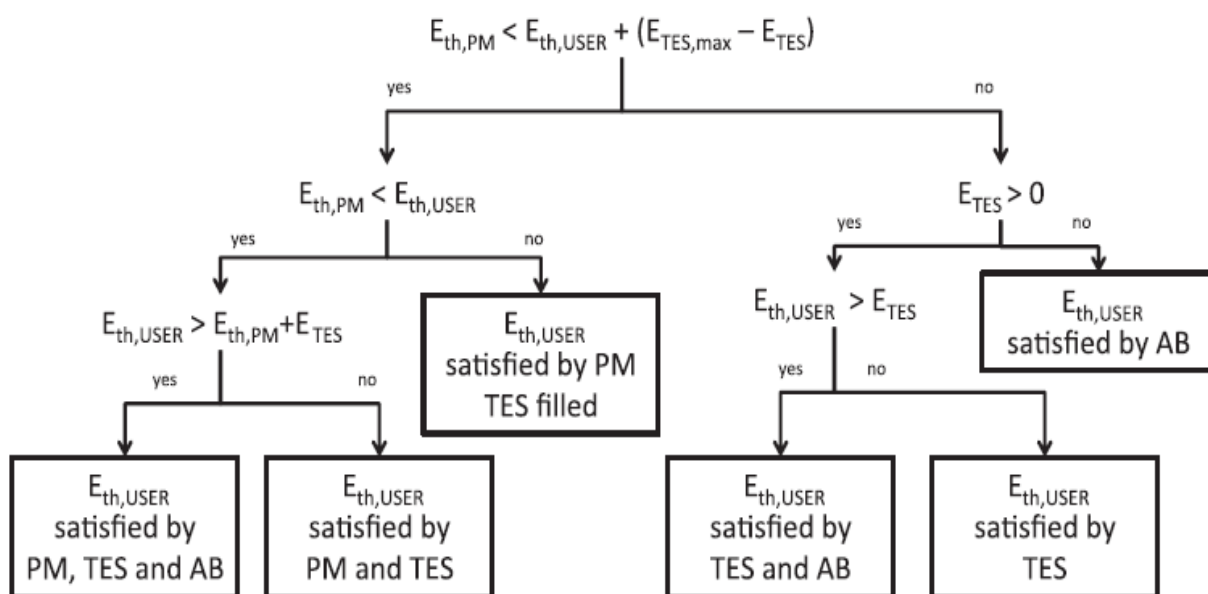 E_th,PM < E_th,USER + (E_TES,max – E_TES)
yes
no
E_th,PM < E_th,USER
E_TES > 0
yes
no
yes
no
E_th,USER > E_th,PM+E_TES
E_th,USER
satisfied by PM
TES filled
E_th,USER > E_TES
E_th,USER
satisfied by AB
yes
no
yes
no
E_th,USER
satisfied by
PM, TES and AB
E_th,USER
satisfied by
PM and TES
E_th,USER
satisfied by
TES and AB
E_th,USER
satisfied by
TES